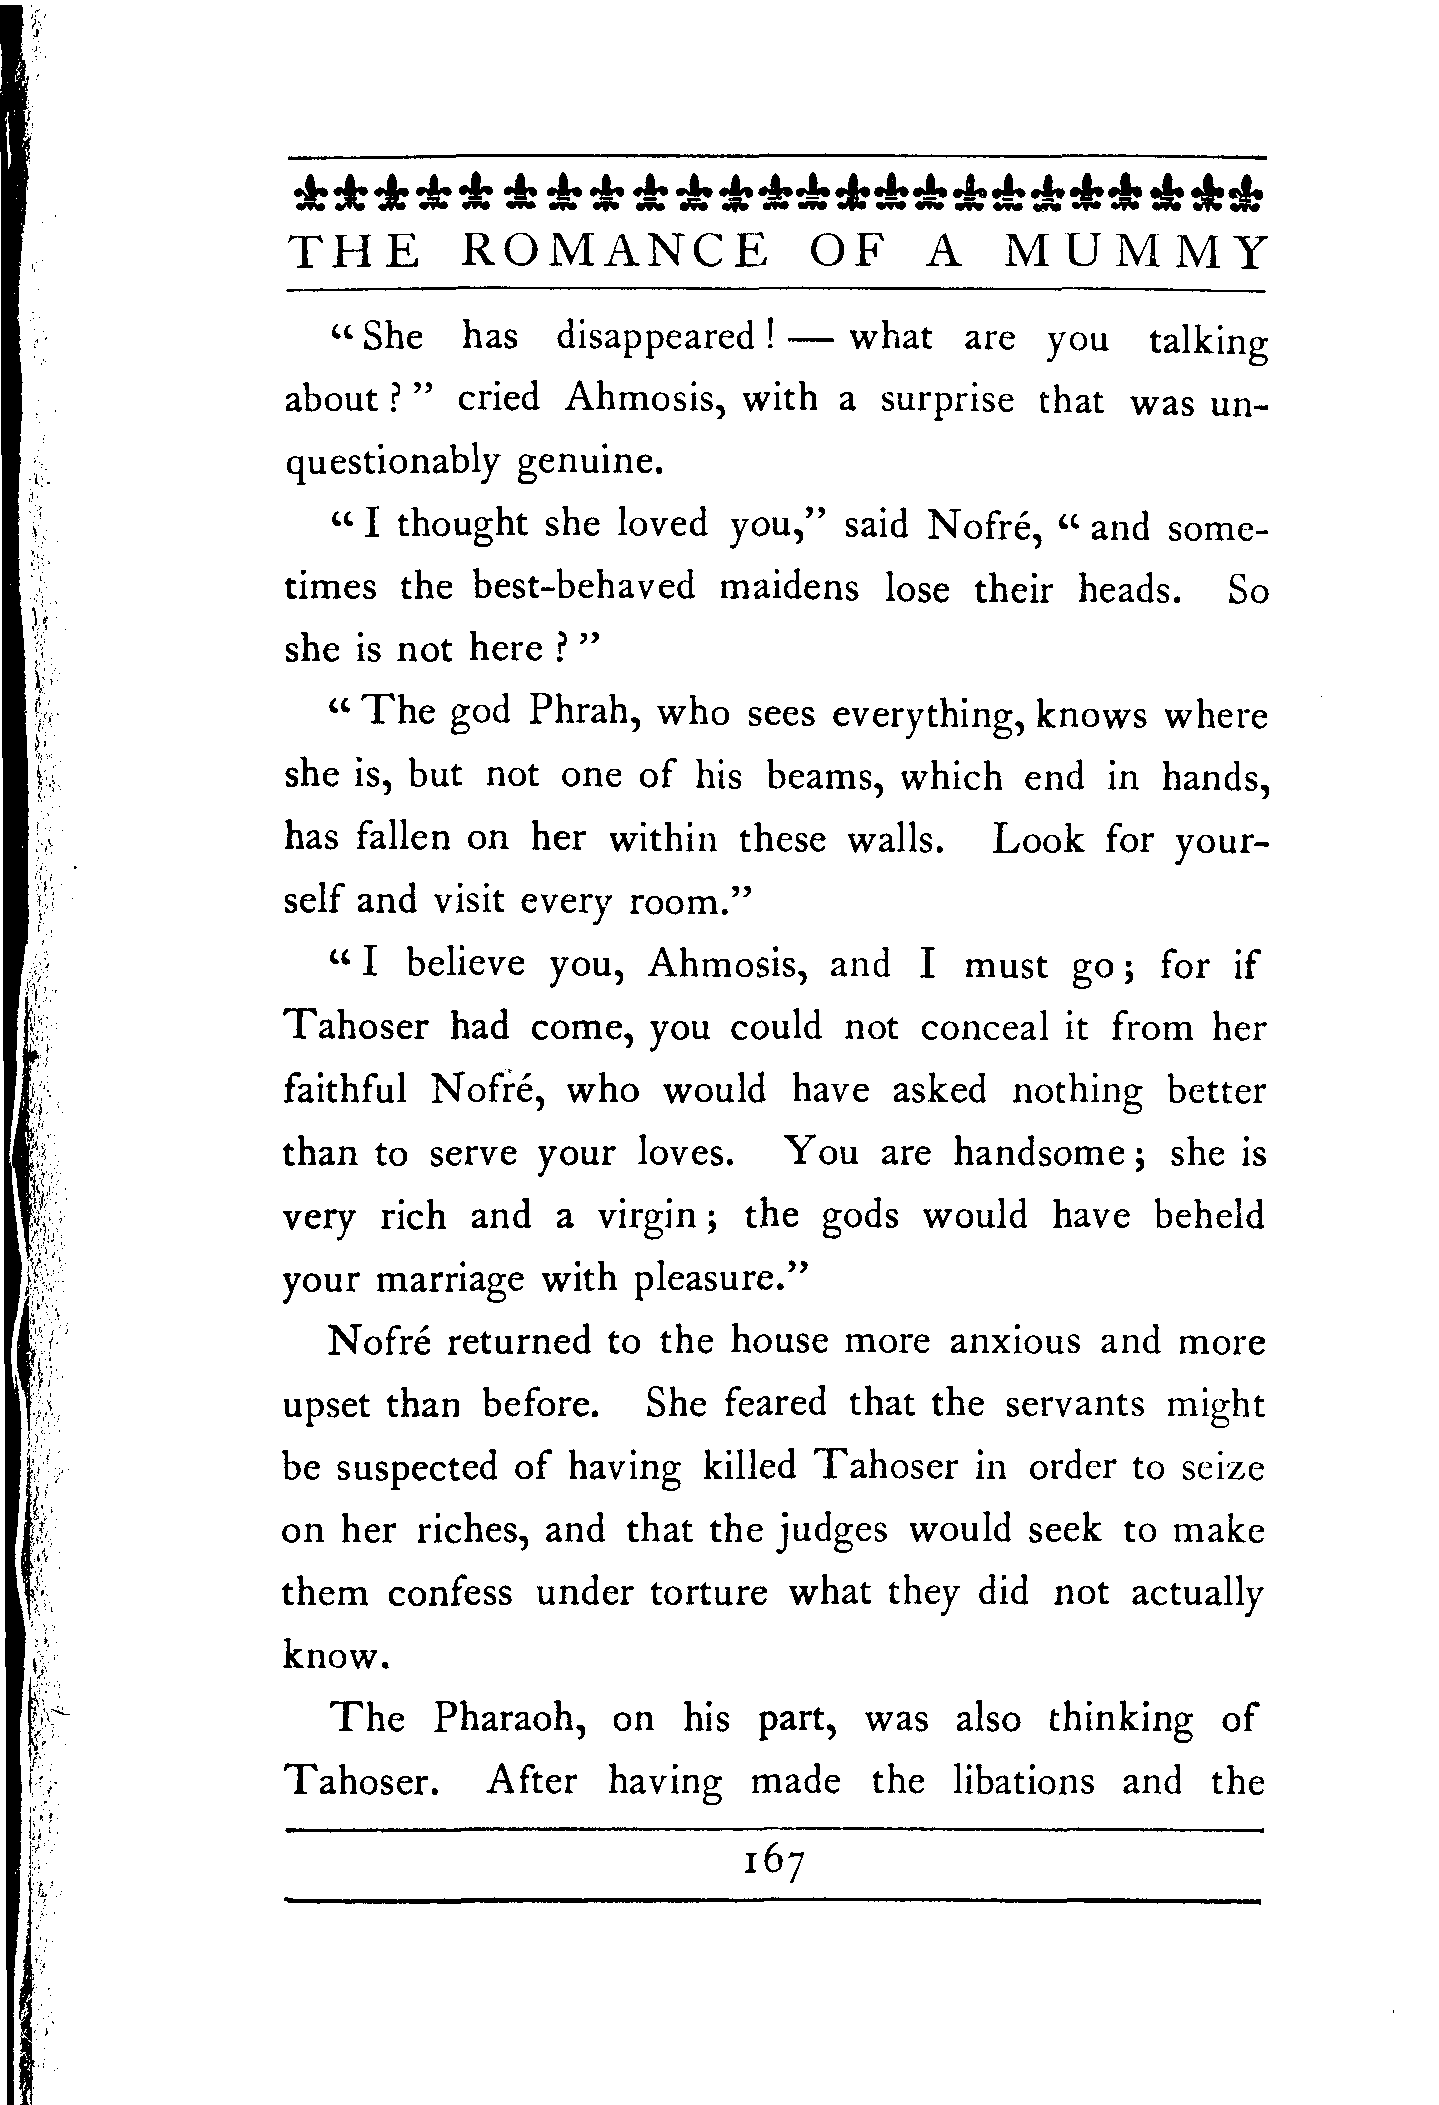 THE ROMANCE OF A MUMMY
“She has disappeared! — what are you talking
about?” cried Ahmosis, with a surprise that was un-
questionably genuine.
“I thought she loved you,” said Nofré, “and some-
times the best-behaved maidens lose their heads. So
she is not here?”
“The god Phrah, who sees everything, knows where
she is, but not one of his beams, which end in hands,
has fallen on her within these walls. Look for your-
self and visit every room.”
“I believe you, Ahmosis, and I must go; for if
Tahoser had come, you could not conceal it from her
faithful Nofré, who would have asked nothing better
than to serve your loves. You are handsome; she is
very rich and a virgin; the gods would have beheld
your marriage with pleasure.”
Nofré returned to the house more anxious and more
upset than before. She feared that the servants might
be suspected of having killed Tahoser in order to seize
on her riches, and that the judges would seek to make
them confess under torture what they did not actually
know.
The Pharaoh, on his part, was also thinking of
Tahoser. After having made the libations and the
167